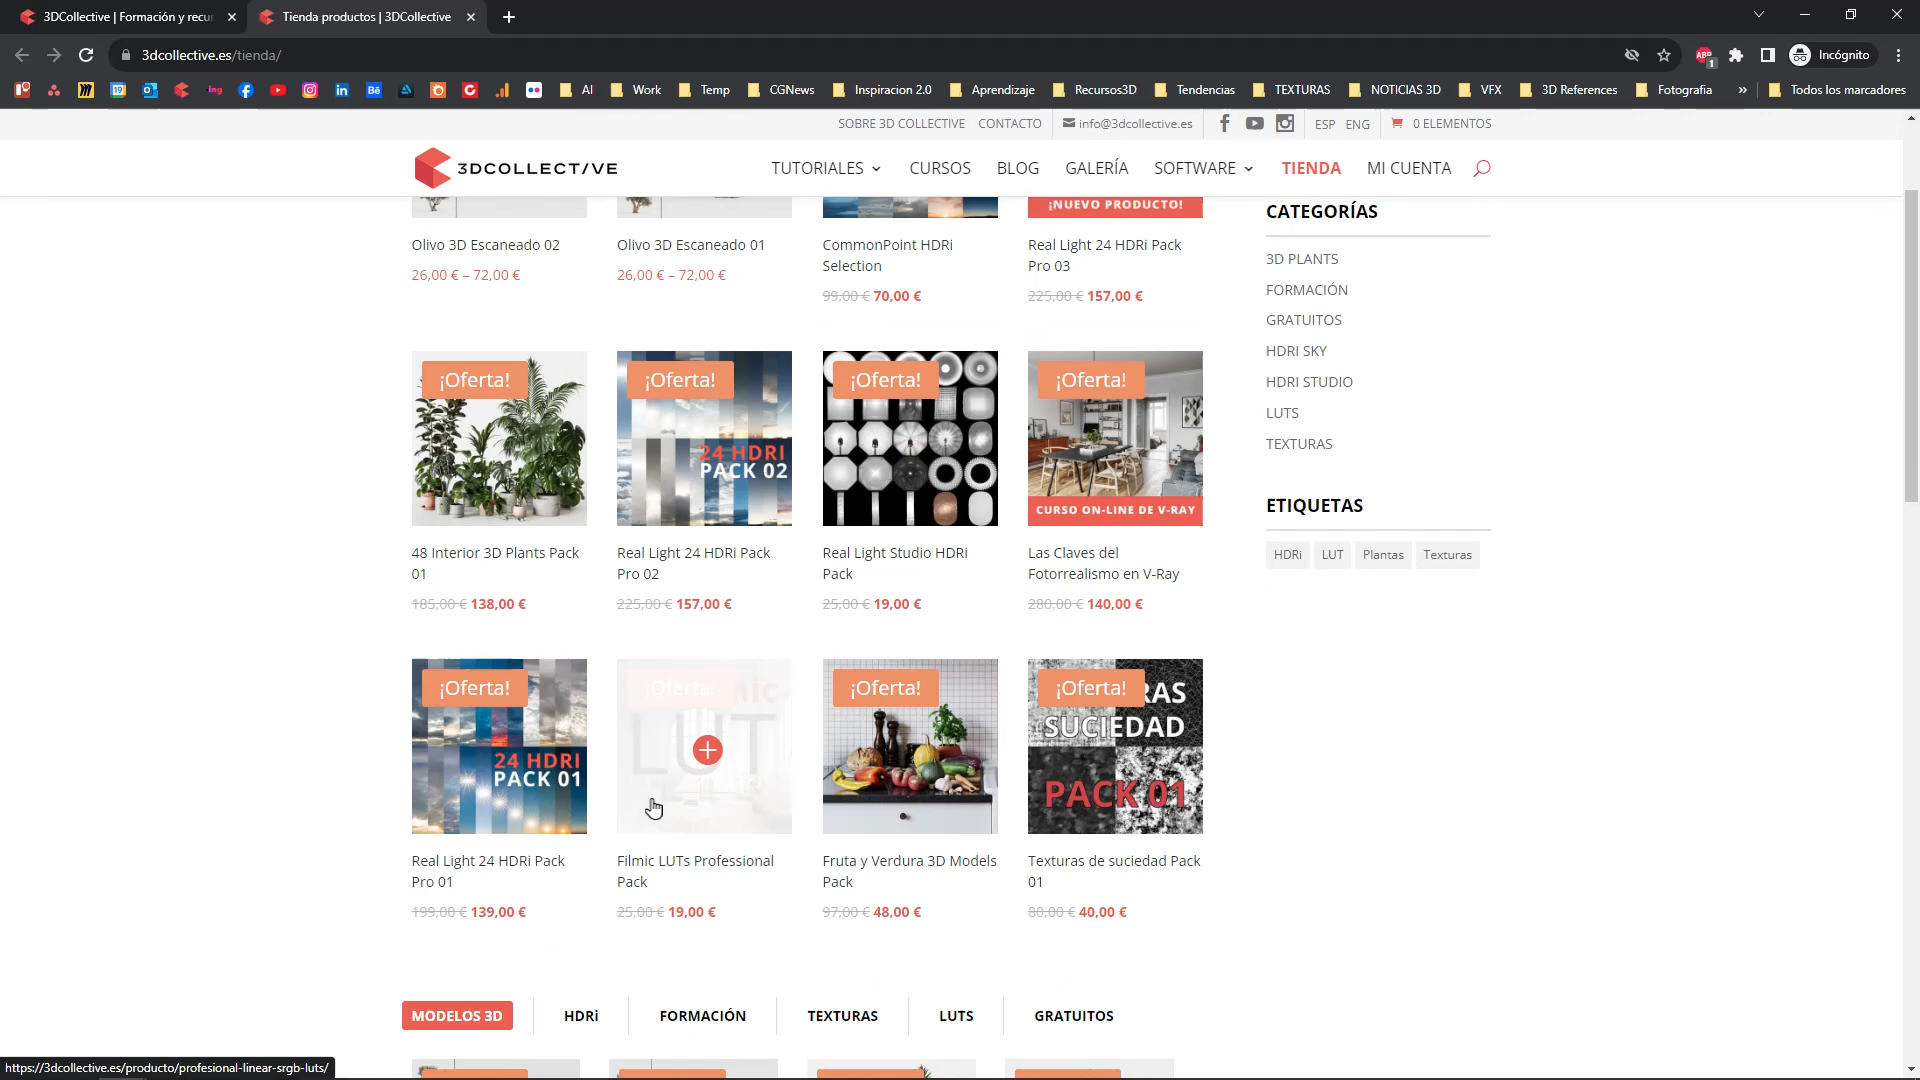 3DCollective | Formación y recur
Tienda productos | 3DCollective
3dcollective.es/tienda/
ABP
1
Incógnito
19
ing
Bē
AI
Work
Temp
CGNews
Inspiracion 2.0
Aprendizaje
Recursos3D
Tendencias
TEXTURAS
NOTICIAS 3D
VFX
3D References
Fotografia
»
Todos los marcadores
SOBRE 3D COLLECTIVE
CONTACTO
info@3dcollective.es
ESP
ENG
0 ELEMENTOS
3DCOLLECT/VE
TUTORIALES
CURSOS
BLOG
GALERÍA
SOFTWARE
TIENDA
MI CUENTA
¡NUEVO PRODUCTO!
Olivo 3D Escaneado 02
26,00 € – 72,00 €
Olivo 3D Escaneado 01
26,00 € – 72,00 €
CommonPoint HDRi
Selection
99,00 € 70,00 €
Real Light 24 HDRi Pack
Pro 03
225,00 € 157,00 €
¡Oferta!
48 Interior 3D Plants Pack
01
185,00 € 138,00 €
¡Oferta!
24 HDRI
PACK 02
Real Light 24 HDRi Pack
Pro 02
225,00 € 157,00 €
¡Oferta!
Real Light Studio HDRi
Pack
25,00 € 19,00 €
¡Oferta!
CURSO ON-LINE DE V-RAY
Las Claves del
Fotorrealismo en V-Ray
280,00 € 140,00 €
¡Oferta!
24 HDRI
PACK 01
Real Light 24 HDRi Pack
Pro 01
199,00 € 139,00 €
¡Oferta!
LUT
Filmic LUTs Professional
Pack
25,00 € 19,00 €
¡Oferta!
Fruta y Verdura 3D Models
Pack
97,00 € 48,00 €
¡Oferta!
RAS
SUCIEDAD
PACK 01
Texturas de suciedad Pack
01
80,00 € 40,00 €
CATEGORÍAS
3D PLANTS
FORMACIÓN
GRATUITOS
HDRI SKY
HDRI STUDIO
LUTS
TEXTURAS
ETIQUETAS
HDRi
LUT
Plantas
Texturas
MODELOS 3D
HDRi
FORMACIÓN
TEXTURAS
LUTS
GRATUITOS
https://3dcollective.es/producto/profesional-linear-srgb-luts/